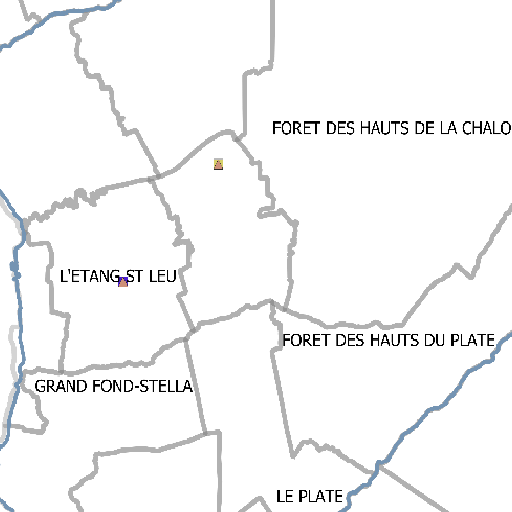 FORET DES HAUTS DE LA CHALO
L'ETANG ST LEU
FORET DES HAUTS DU PLATE
GRAND FOND-STELLA
LE PLATE